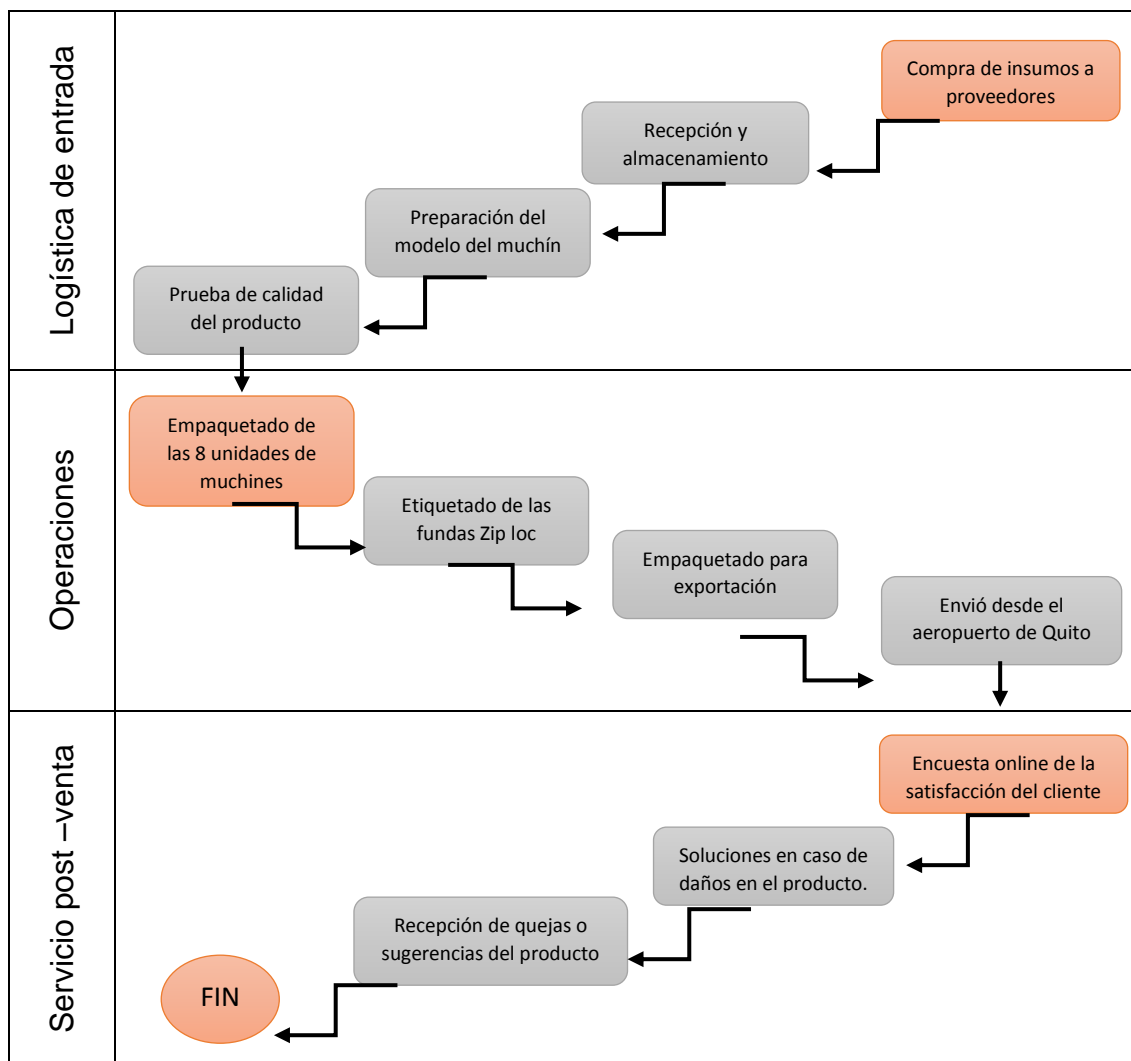 Logística de entrada
Compra de insumos a
proveedores
Recepción y
almacenamiento
Preparación del
modelo del muchín
Prueba de calidad
del producto
Operaciones
Empaquetado de
las 8 unidades de
muchines
Etiquetado de las
fundas Zip loc
Empaquetado para
exportación
Envió desde el
aeropuerto de Quito
Servicio post –venta
Encuesta online de la
satisfacción del cliente
Soluciones en caso de
daños en el producto.
Recepción de quejas o
sugerencias del producto
FIN